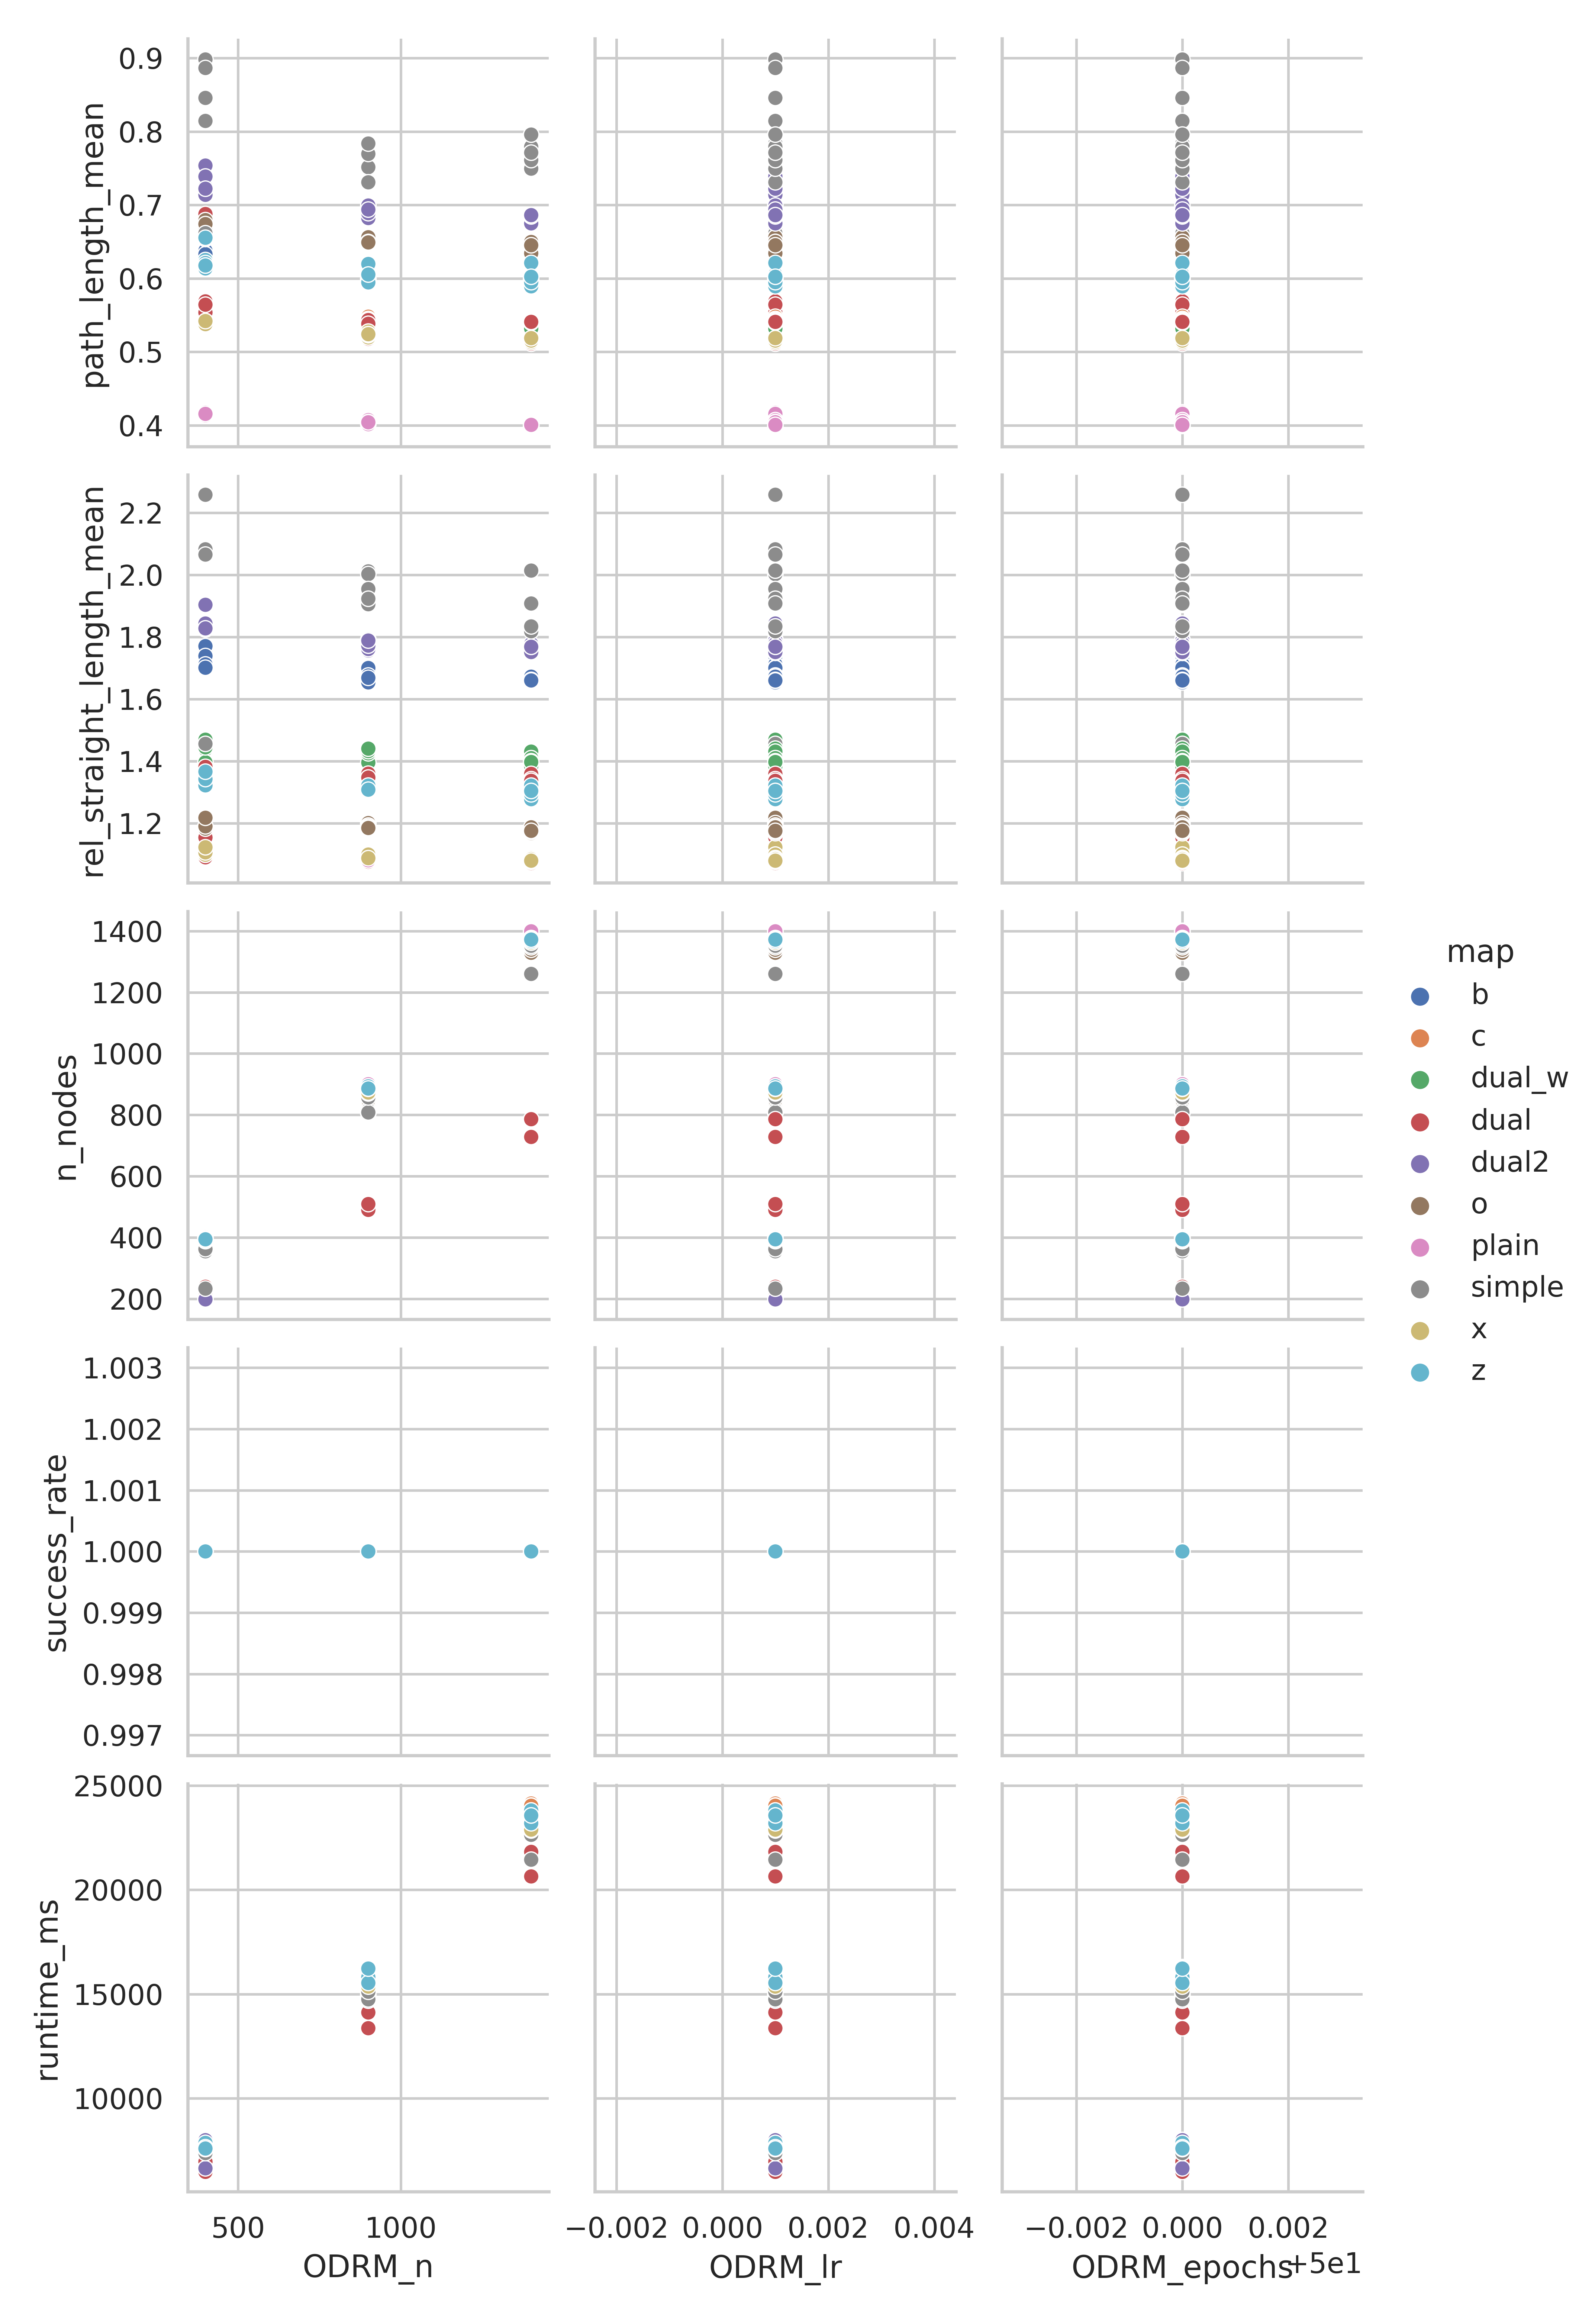 0.9
0.8
0.7
0.6
0.5
0.4
path_length_mean
2.2
2.0
1.8
1.6
1.4
1.2
rel_straight_length_mean
1400
1200
1000
800
600
400
200
n_nodes
1.003
1.002
1.001
1.000
0.999
0.998
0.997
success_rate
25000
20000
15000
10000
runtime_ms
500 1000
ODRM_n
−0.002 0.000 0.002 0.004
ODRM_lr
−0.002 0.000 0.002
ODRM_epochs
+5e1
map
b
c
dual_w
dual
dual2
o
plain
simple
x
z